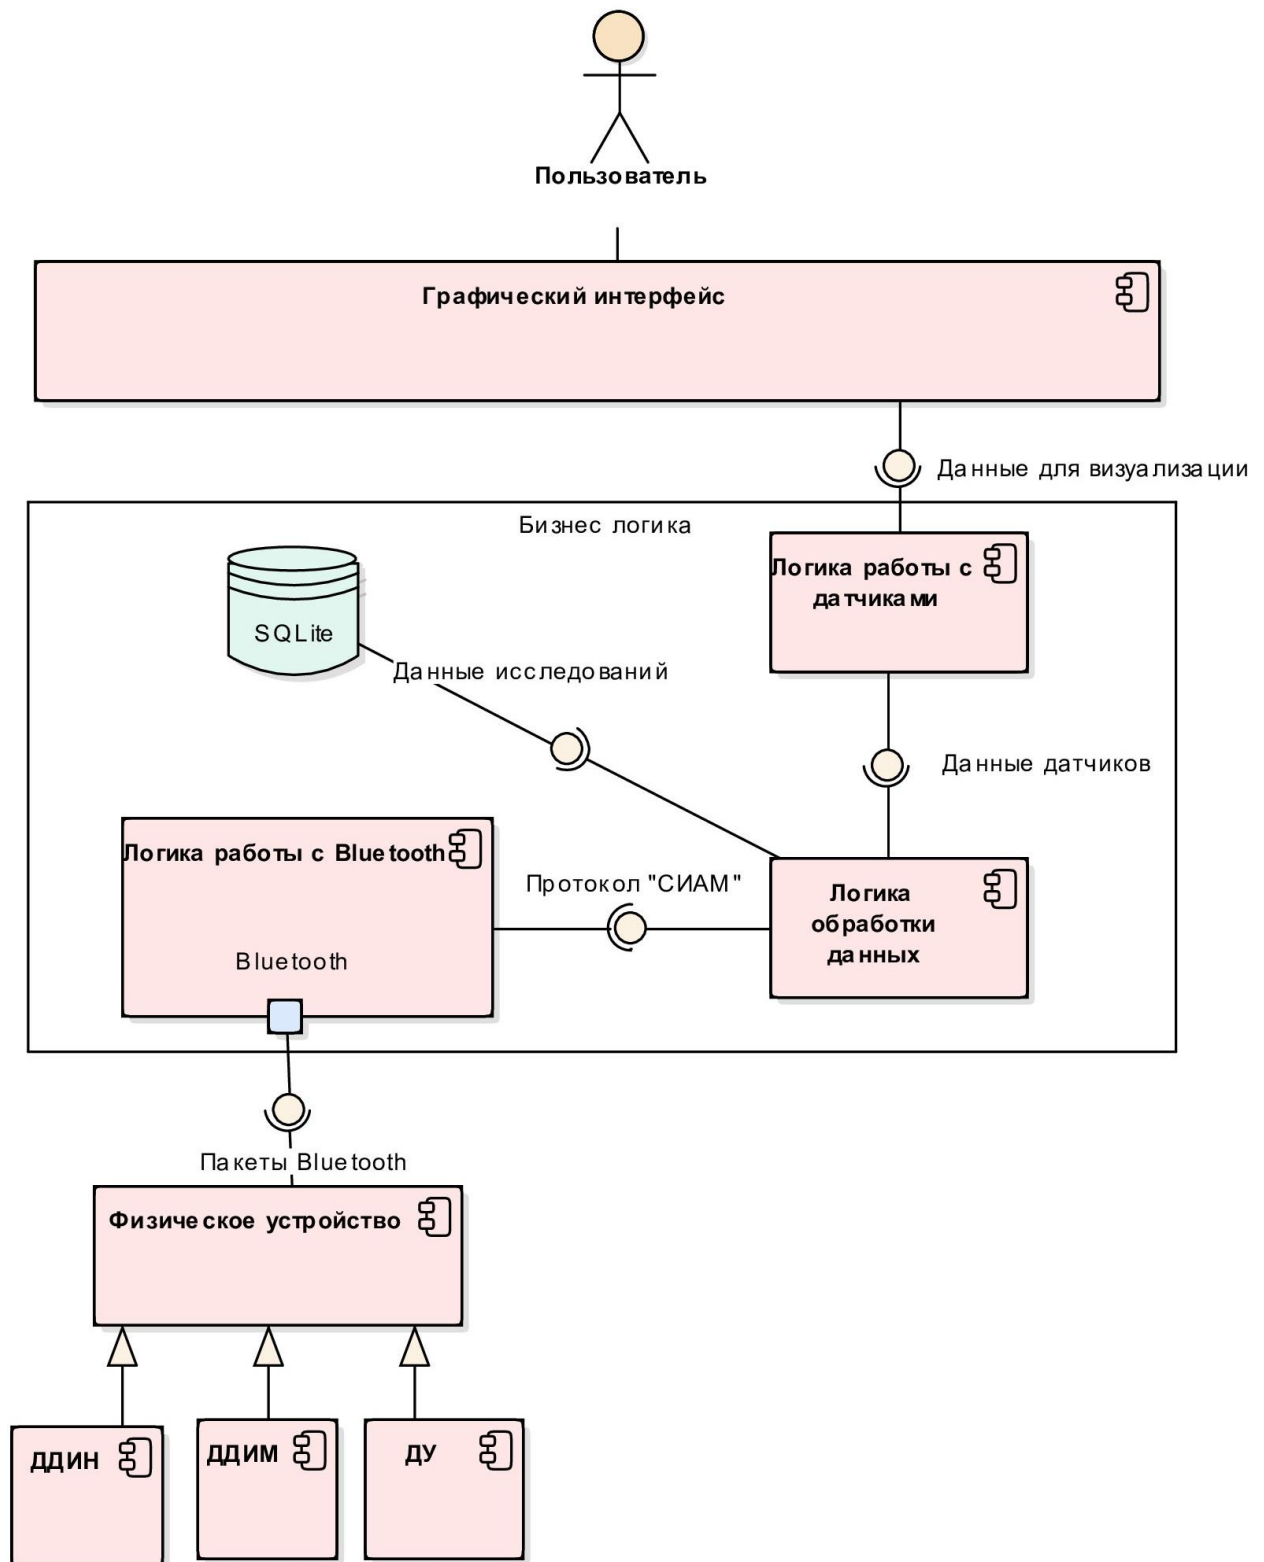 Пользователь
Графический интерфейс
Данные для визуализации
Бизнес логика
Логика работы с
датчиками
SQLite
Данные исследований
Данные датчиков
Логика работы с Bluetooth
Протокол "СИАМ"
Логика
обработки
данных
Bluetooth
Пакеты Bluetooth
Физическое устройство
ДДИН
ДДИМ
ДУ